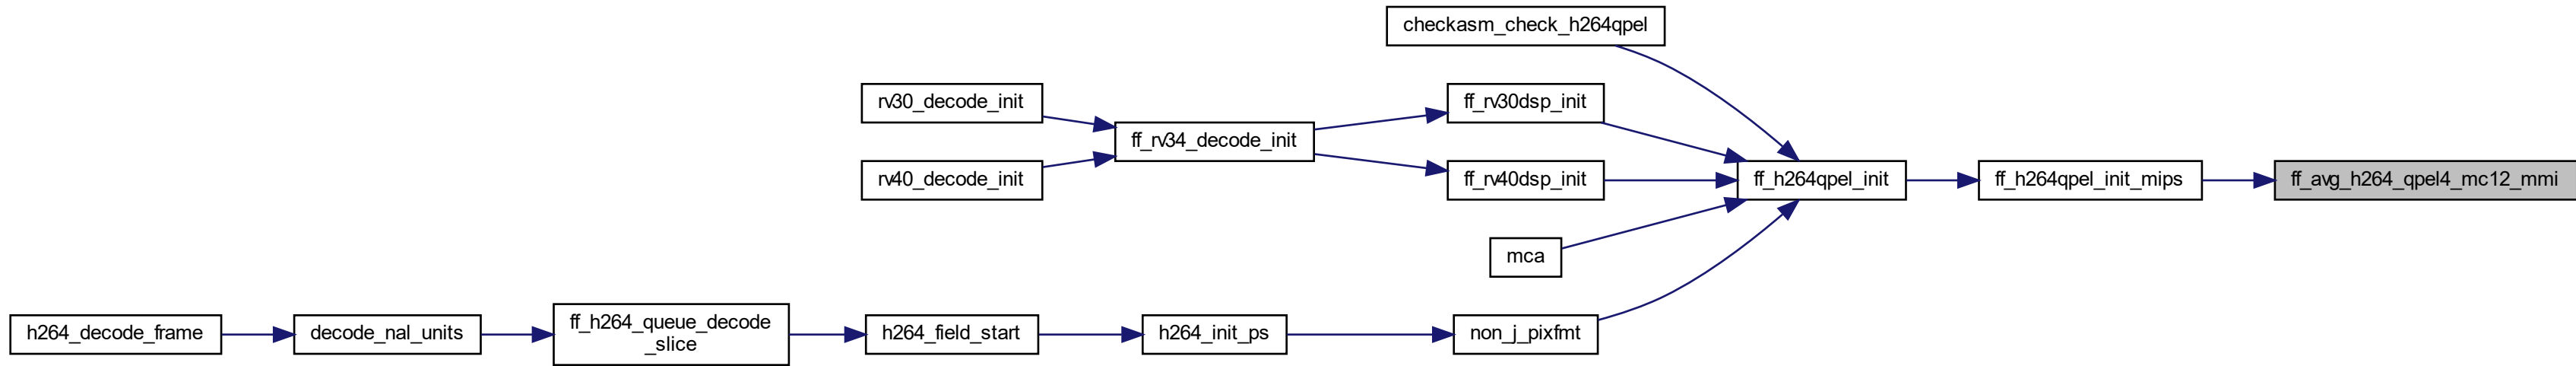 checkasm_check_h264qpel
rv30_decode_init
ff_rv30dsp_init
ff_rv34_decode_init
rv40_decode_init
ff_rv40dsp_init
ff_h264qpel_init
ff_h264qpel_init_mips
ff_avg_h264_qpel4_mc12_mmi
mca
h264_decode_frame
decode_nal_units
ff_h264_queue_decode
_slice
h264_field_start
h264_init_ps
non_j_pixfmt